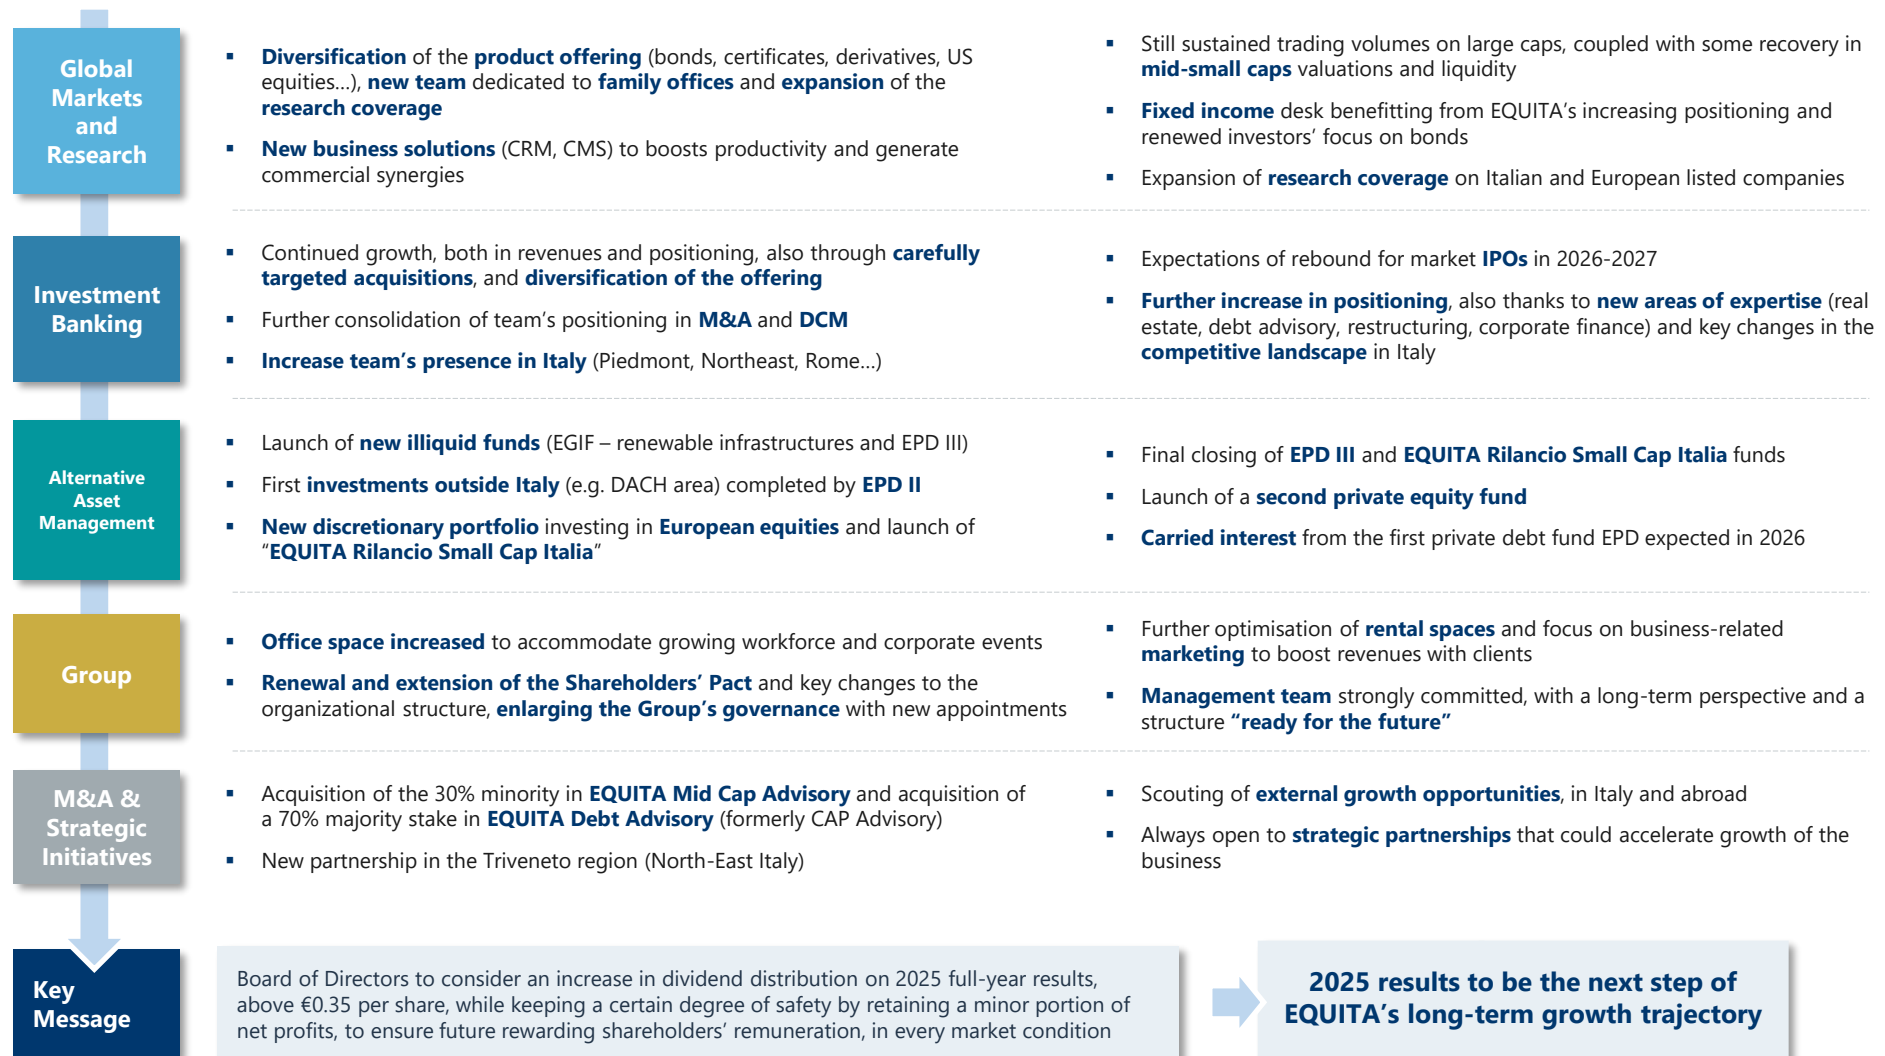 Global
Markets
and
Research
▪ Diversification of the product offering (bonds, certificates, derivatives, US
equities...), new team dedicated to family offices and expansion of the
research coverage
▪ New business solutions (CRM, CMS) to boosts productivity and generate
commercial synergies
▪ Still sustained trading volumes on large caps, coupled with some recovery in
mid-small caps valuations and liquidity
▪ Fixed income desk benefitting from EQUITA’s increasing positioning and
renewed investors’ focus on bonds
▪ Expansion of research coverage on Italian and European listed companies
Investment
Banking
▪ Continued growth, both in revenues and positioning, also through carefully
targeted acquisitions, and diversification of the offering
▪ Further consolidation of team’s positioning in M&A and DCM
▪ Increase team’s presence in Italy (Piedmont, Northeast, Rome...)
▪ Expectations of rebound for market IPOs in 2026-2027
▪ Further increase in positioning, also thanks to new areas of expertise (real
estate, debt advisory, restructuring, corporate finance) and key changes in the
competitive landscape in Italy
Alternative
Asset
Management
▪ Launch of new illiquid funds (EGIF – renewable infrastructures and EPD III)
▪ First investments outside Italy (e.g. DACH area) completed by EPD II
▪ New discretionary portfolio investing in European equities and launch of
“EQUITA Rilancio Small Cap Italia”
▪ Final closing of EPD III and EQUITA Rilancio Small Cap Italia funds
▪ Launch of a second private equity fund
▪ Carried interest from the first private debt fund EPD expected in 2026
Group
▪ Office space increased to accommodate growing workforce and corporate events
▪ Renewal and extension of the Shareholders’ Pact and key changes to the
organizational structure, enlarging the Group’s governance with new appointments
▪ Further optimisation of rental spaces and focus on business-related
marketing to boost revenues with clients
▪ Management team strongly committed, with a long-term perspective and a
structure “ready for the future”
M&A &
Strategic
Initiatives
▪ Acquisition of the 30% minority in EQUITA Mid Cap Advisory and acquisition of
a 70% majority stake in EQUITA Debt Advisory (formerly CAP Advisory)
▪ New partnership in the Triveneto region (North-East Italy)
▪ Scouting of external growth opportunities, in Italy and abroad
▪ Always open to strategic partnerships that could accelerate growth of the
business
Key
Message
Board of Directors to consider an increase in dividend distribution on 2025 full-year results,
above €0.35 per share, while keeping a certain degree of safety by retaining a minor portion of
net profits, to ensure future rewarding shareholders’ remuneration, in every market condition
2025 results to be the next step of
EQUITA’s long-term growth trajectory